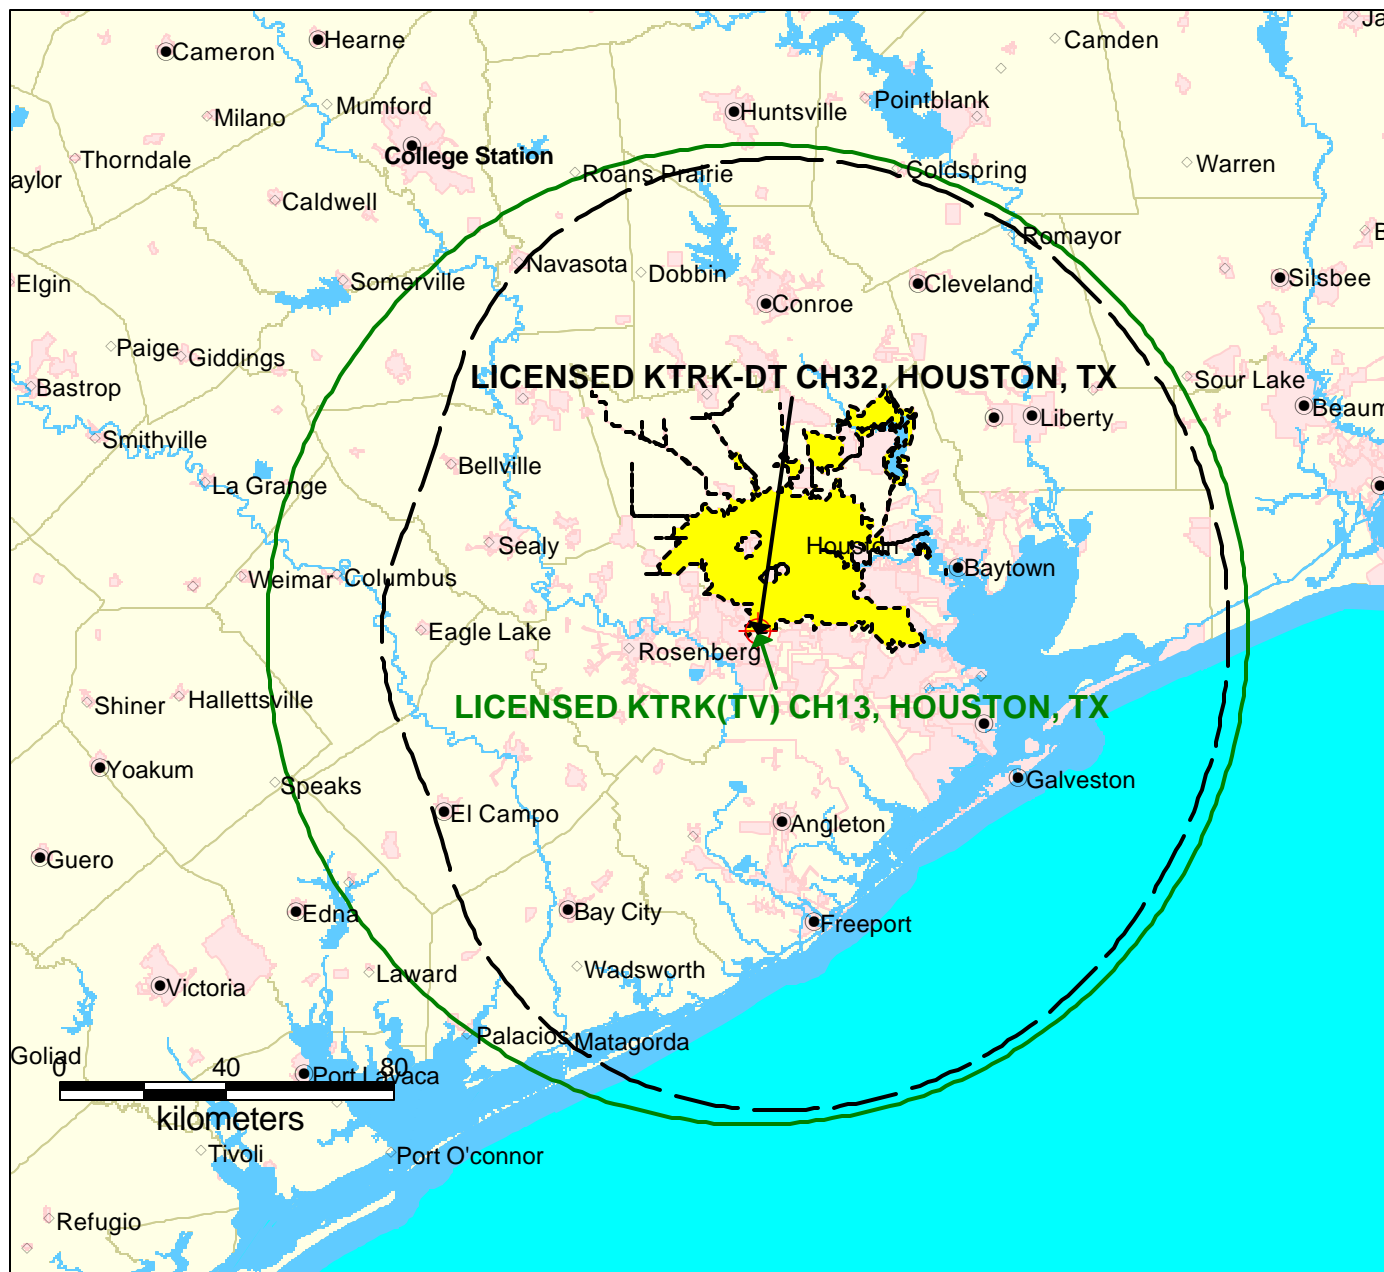 Ja
Hearne
Camden
Cameron
Mumford
Pointblank
Huntsville
Milano
College Station
Thorndale
Warren
Roans Prairie
Coldspring
aylor
Caldwell
Romayor
Navasota
Dobbin
Silsbee
Elgin
Somerville
Cleveland
Conroe
Paige
Giddings
LICENSED KTRK-DT CH32, HOUSTON, TX
Sour Lake
Bastrop
Beaum
Liberty
Smithville
Bellville
La Grange
Sealy
Houston
Baytown
Weimar
Columbus
Eagle Lake
Rosenberg
Hallettsville
Shiner
LICENSED KTRK(TV) CH13, HOUSTON, TX
Yoakum
Speaks
Galveston
El Campo
Angleton
Guero
Edna
Bay City
Freeport
Laward
Wadsworth
Victoria
Palacios
Matagorda
Goliad
0 40 80
Port Lavaca
kilometers
Tivoli
Port O'connor
Refugio